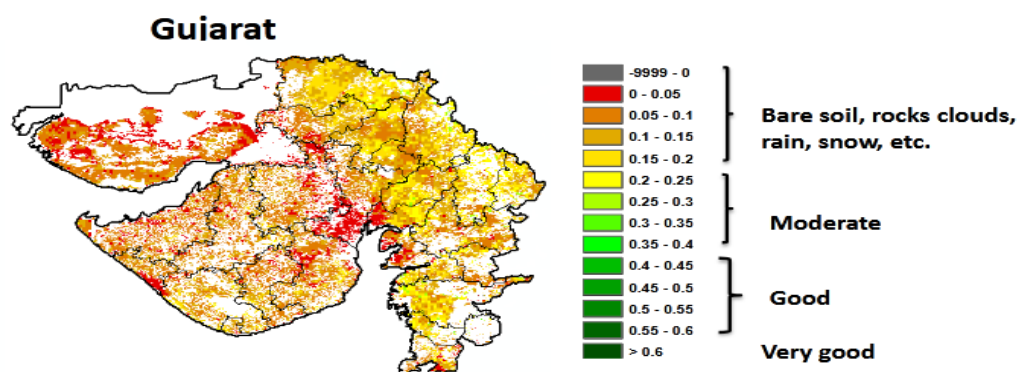 Gujarat
-9999 - 0
0 - 0.05
0.05 - 0.1
0.1 - 0.15
0.15 - 0.2
0.2 - 0.25
0.25 - 0.3
0.3 - 0.35
0.35 - 0.4
0.4 - 0.45
0.45 - 0.5
0.5 - 0.55
0.55 - 0.6
> 0.6
Bare soil, rocks clouds,
rain, snow, etc.
Moderate
Good
Very good